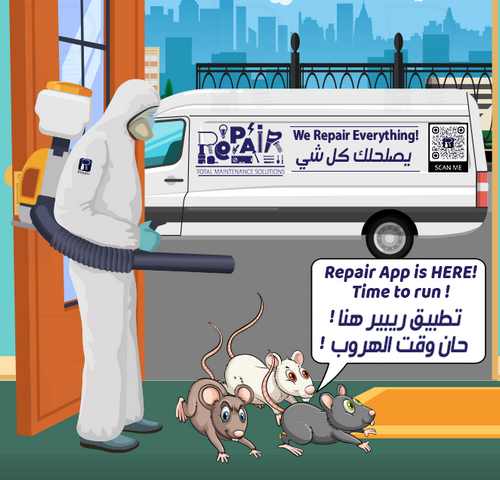 RepaiR
TOTAL MAINTENANCE SOLUTIONS
We Repair Everything!
يصلحلك كل شي
SCAN ME
Repair App is HERE!
Time to run !
تطبيق ريبير هنا !
حان وقت الهروب !